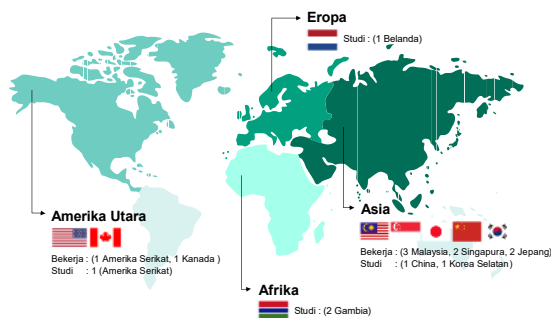 Eropa
Studi : (1 Belanda)
Amerika Utara
Bekerja : (1 Amerika Serikat, 1 Kanada )
Studi : 1 (Amerika Serikat)
Asia
Bekerja : (3 Malaysia, 2 Singapura, 2 Jepang)
Studi : (1 China, 1 Korea Selatan)
Afrika
Studi : (2 Gambia)